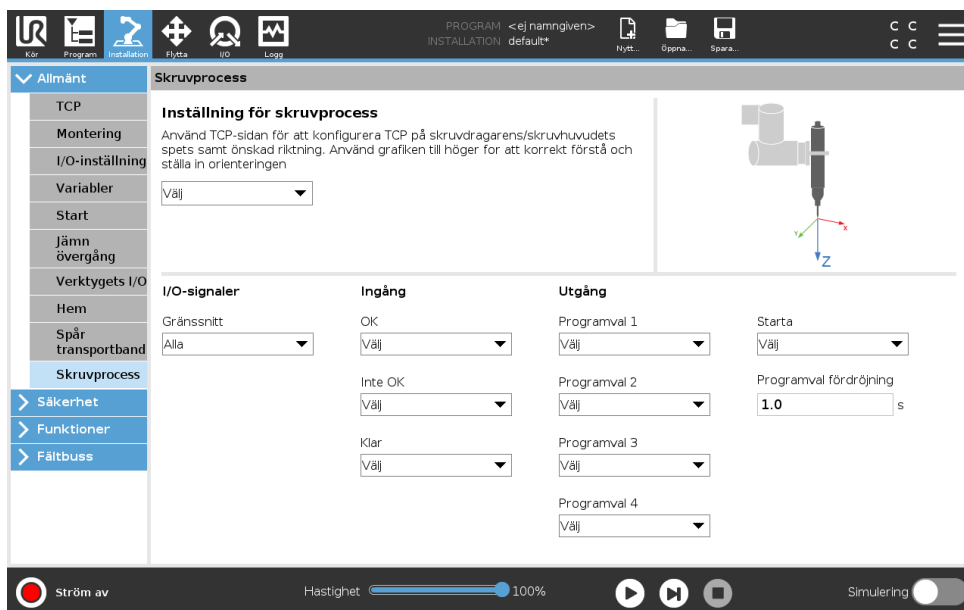 UR
PROGRAM <ej namngiven>
INSTALLATION default*
C C
C C
Kör Program Installation Flytta I/O Logg Nytt... Öppna... Spara...
Allmänt
TCP
Montering
I/O-inställning
Variabler
Start
Jämn
övergång
Verktygets I/O
Hem
Spår
transportband
Skruvprocess
Säkerhet
Funktioner
Fältbuss
Skruvprocess
Inställning för skruvprocess
Använd TCP-sidan för att konfigurera TCP på skruvdragarens/skruvhuvudets
spets samt önskad riktning. Använd grafiken till höger for att korrekt förstå och
ställa in orienteringen
Välj
Y X
Z
I/O-signaler
Gränssnitt
Alla
Ingång
OK
Välj
Inte OK
Välj
Klar
Välj
Utgång
Programval 1
Välj
Programval 2
Välj
Programval 3
Välj
Programval 4
Välj
Starta
Välj
Programval fördröjning
1.0 s
Ström av
Hastighet 100%
Simulering